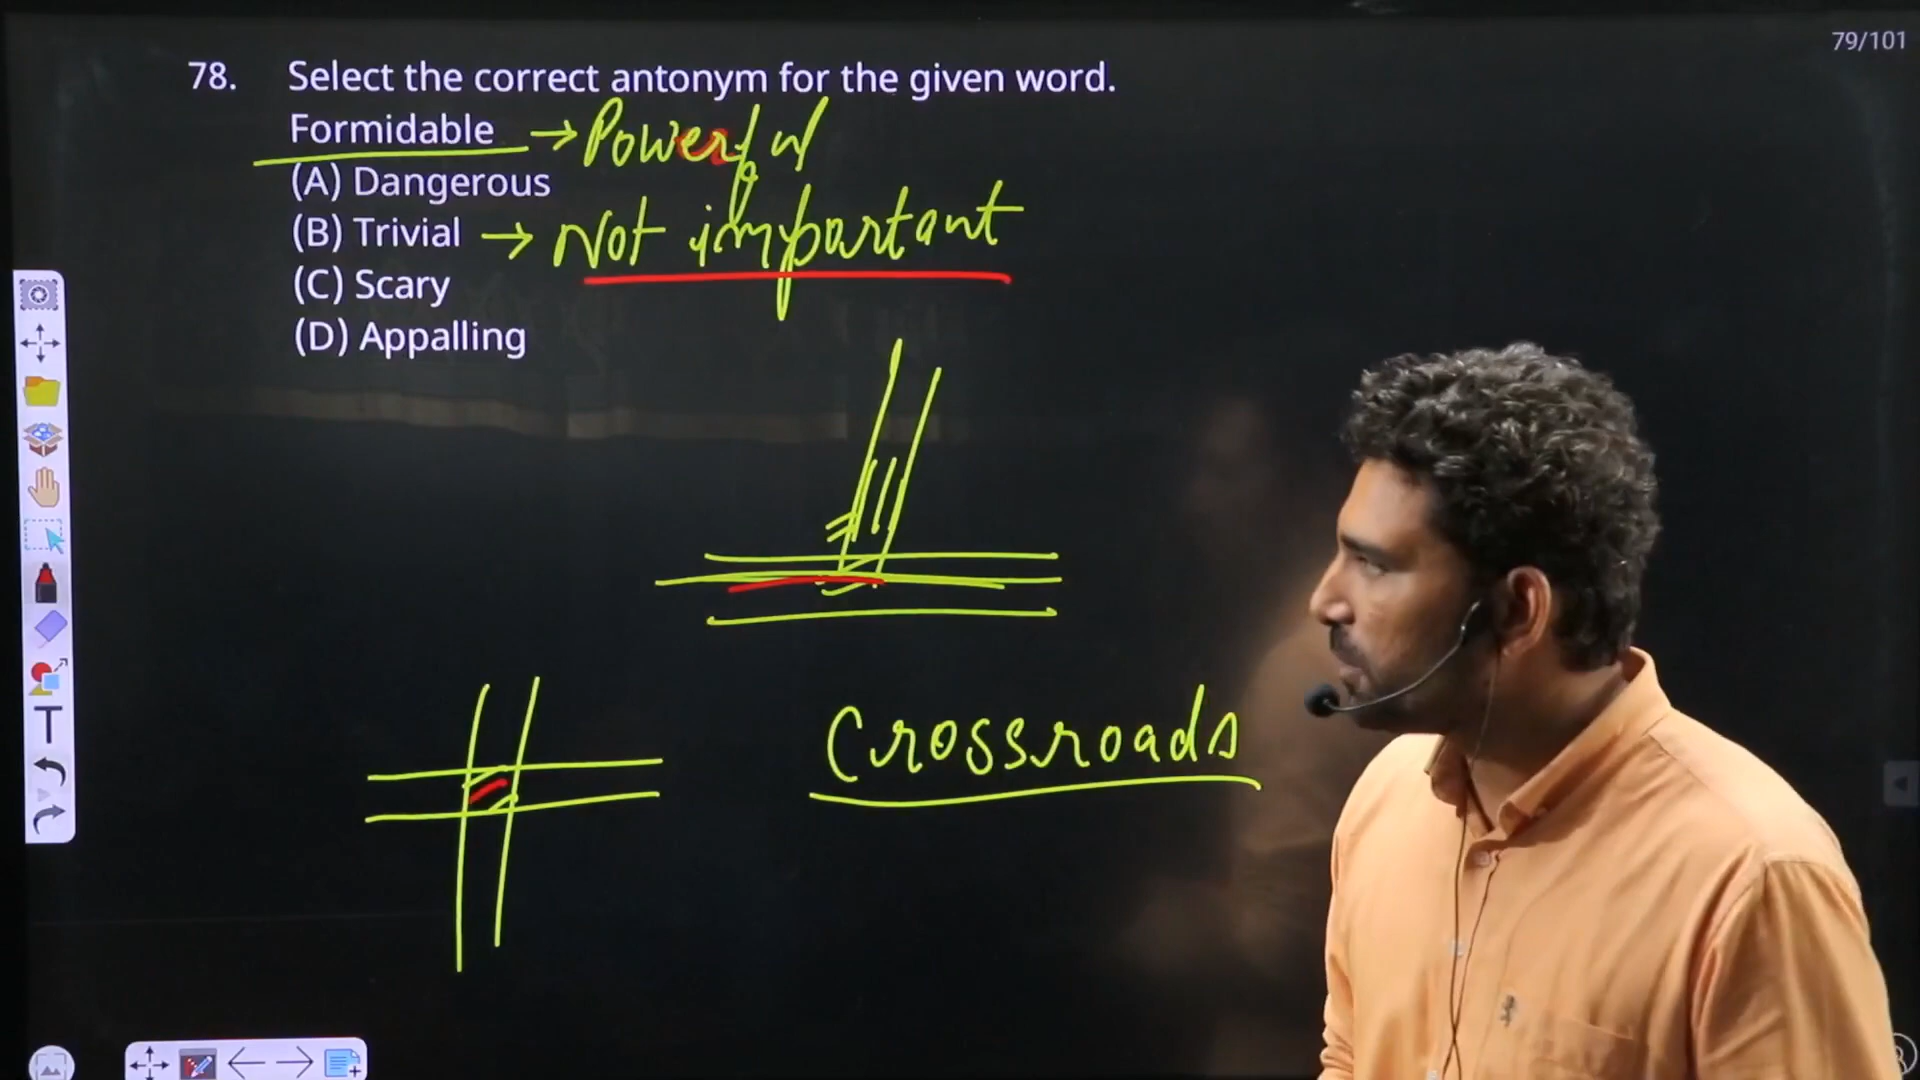 79/101
78. Select the correct antonym for the given word.
Formidable → Powerful
(A) Dangerous
(B) Trivial → Not important
(C) Scary
(D) Appalling
Crossroads
T